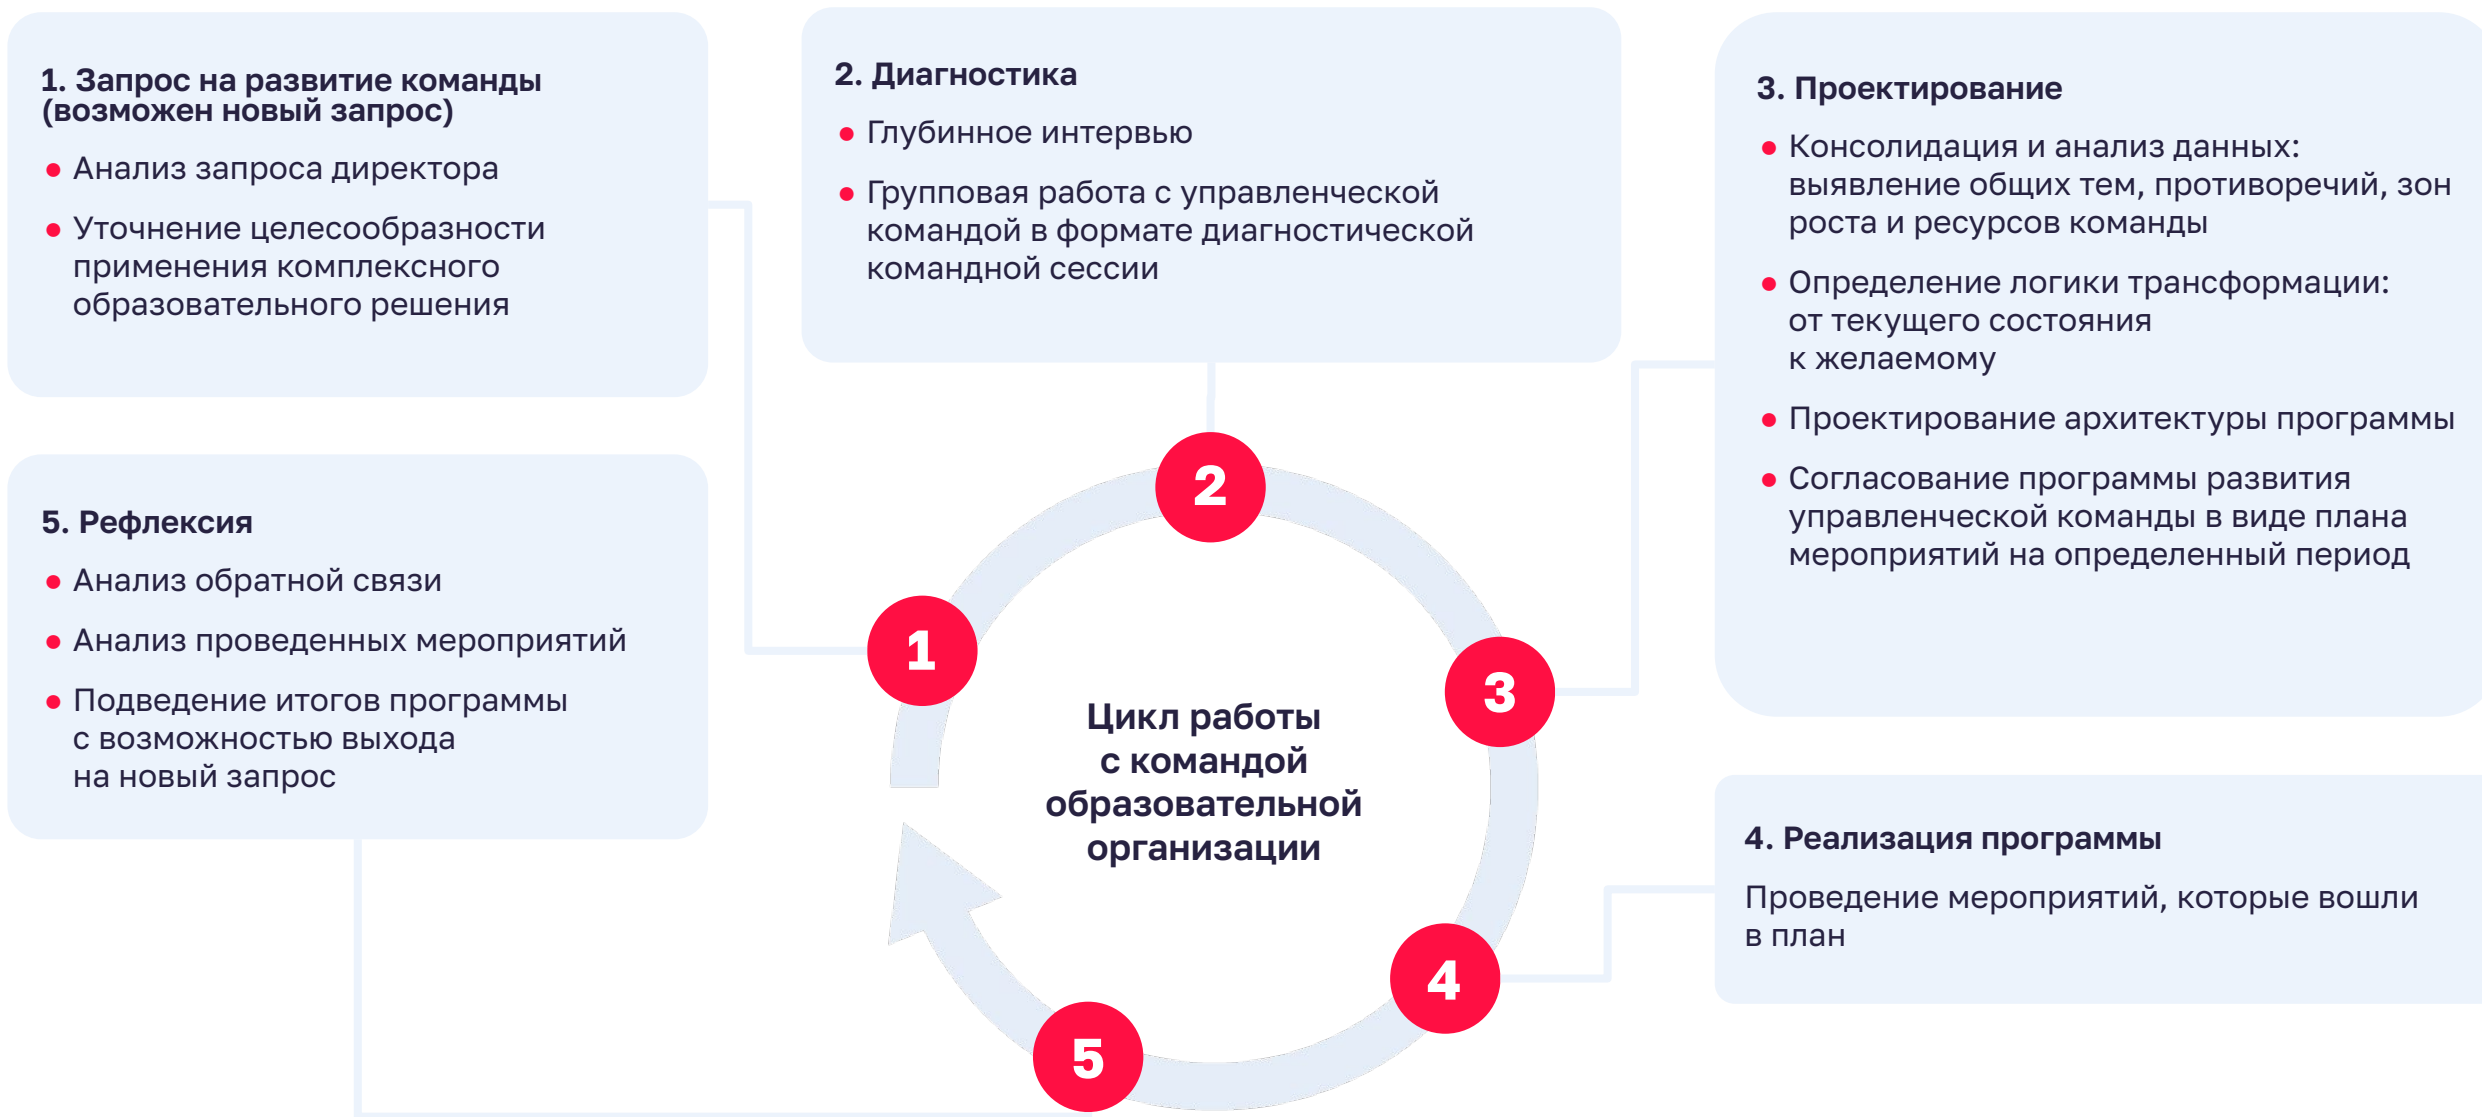 1. Запрос на развитие команды
(возможен новый запрос)
Анализ запроса директора
Уточнение целесообразности
применения комплексного
образовательного решения
2. Диагностика
Глубинное интервью
Групповая работа с управленческой
командой в формате диагностической
командной сессии
3. Проектирование
Консолидация и анализ данных:
выявление общих тем, противоречий, зон
роста и ресурсов команды
Определение логики трансформации:
от текущего состояния
к желаемому
Проектирование архитектуры программы
Согласование программы развития
управленческой команды в виде плана
мероприятий на определенный период
4. Реализация программы
Проведение мероприятий, которые вошли
в план
5. Рефлексия
Анализ обратной связи
Анализ проведенных мероприятий
Подведение итогов программы
с возможностью выхода
на новый запрос
1
2
3
4
5
Цикл работы
с командой
образовательной
организации